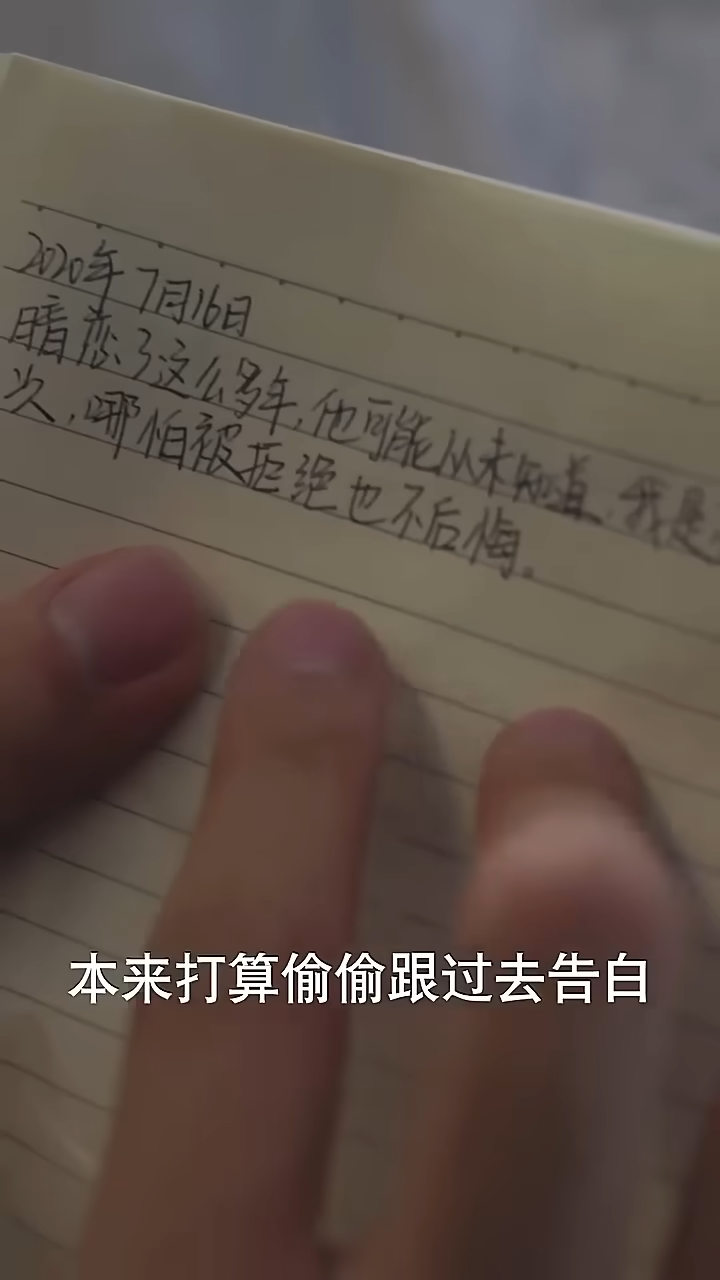 2020年7月16日
暗恋了这么多年,他可能从未知道,我是
次,哪怕被拒绝也不后悔。
本来打算偷偷跟过去告白